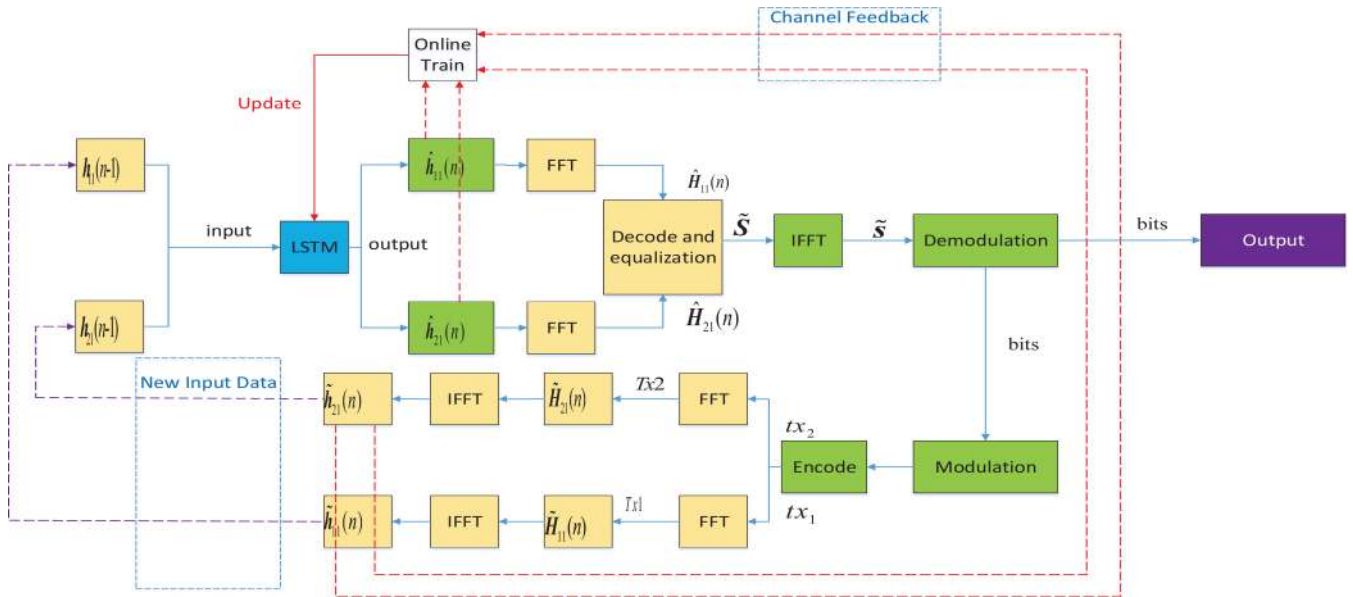 Channel Feedback
Online
Train
Update
h₁₁(n-1)
ĥ₁₁(n)
FFT
Ĥ₁₁(n)
input
LSTM
output
Decode and
equalization
S̃
IFFT
s̃
Demodulation
bits
Output
h₂₁(n-1)
ĥ₂₁(n)
FFT
Ĥ₂₁(n)
bits
New Input Data
h̃₂₁(n)
IFFT
H̃₂₁(n)
Tx2
FFT
tx₂
Encode
Modulation
h̃₁₁(n)
IFFT
H̃₁₁(n)
Tx1
FFT
tx₁